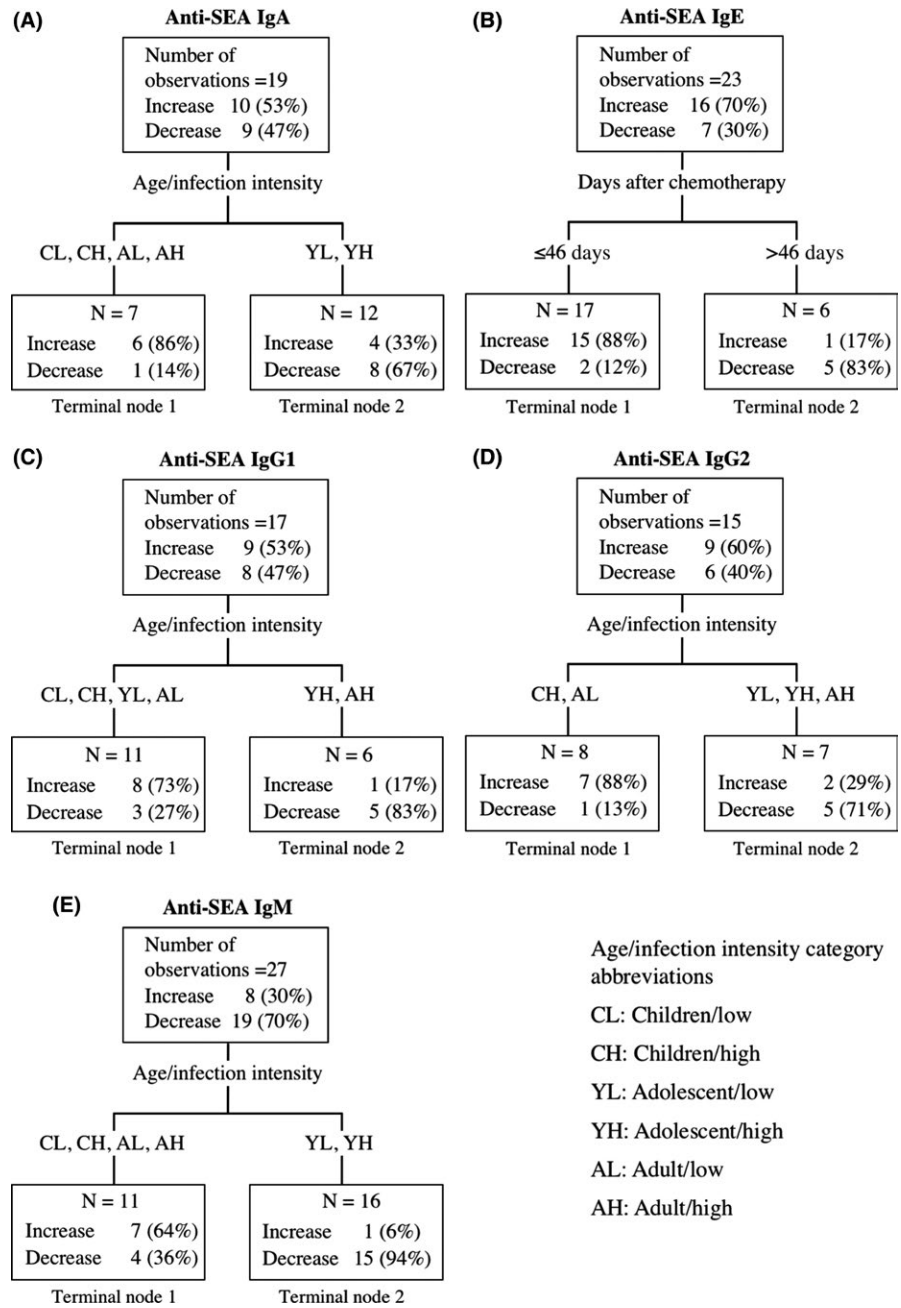 (A)
Anti-SEA IgA
Number of
observations =19
Increase 10 (53%)
Decrease 9 (47%)
Age/infection intensity
CL, CH, AL, AH
YL, YH
N = 7
Increase 6 (86%)
Decrease 1 (14%)
Terminal node 1
N = 12
Increase 4 (33%)
Decrease 8 (67%)
Terminal node 2
(B)
Anti-SEA IgE
Number of
observations =23
Increase 16 (70%)
Decrease 7 (30%)
Days after chemotherapy
≤46 days
>46 days
N = 17
Increase 15 (88%)
Decrease 2 (12%)
Terminal node 1
N = 6
Increase 1 (17%)
Decrease 5 (83%)
Terminal node 2
(C)
Anti-SEA IgG1
Number of
observations =17
Increase 9 (53%)
Decrease 8 (47%)
Age/infection intensity
CL, CH, YL, AL
YH, AH
N = 11
Increase 8 (73%)
Decrease 3 (27%)
Terminal node 1
N = 6
Increase 1 (17%)
Decrease 5 (83%)
Terminal node 2
(D)
Anti-SEA IgG2
Number of
observations =15
Increase 9 (60%)
Decrease 6 (40%)
Age/infection intensity
CH, AL
YL, YH, AH
N = 8
Increase 7 (88%)
Decrease 1 (13%)
Terminal node 1
N = 7
Increase 2 (29%)
Decrease 5 (71%)
Terminal node 2
(E)
Anti-SEA IgM
Number of
observations =27
Increase 8 (30%)
Decrease 19 (70%)
Age/infection intensity
CL, CH, AL, AH
YL, YH
N = 11
Increase 7 (64%)
Decrease 4 (36%)
Terminal node 1
N = 16
Increase 1 (6%)
Decrease 15 (94%)
Terminal node 2
Age/infection intensity category
abbreviations
CL: Children/low
CH: Children/high
YL: Adolescent/low
YH: Adolescent/high
AL: Adult/low
AH: Adult/high